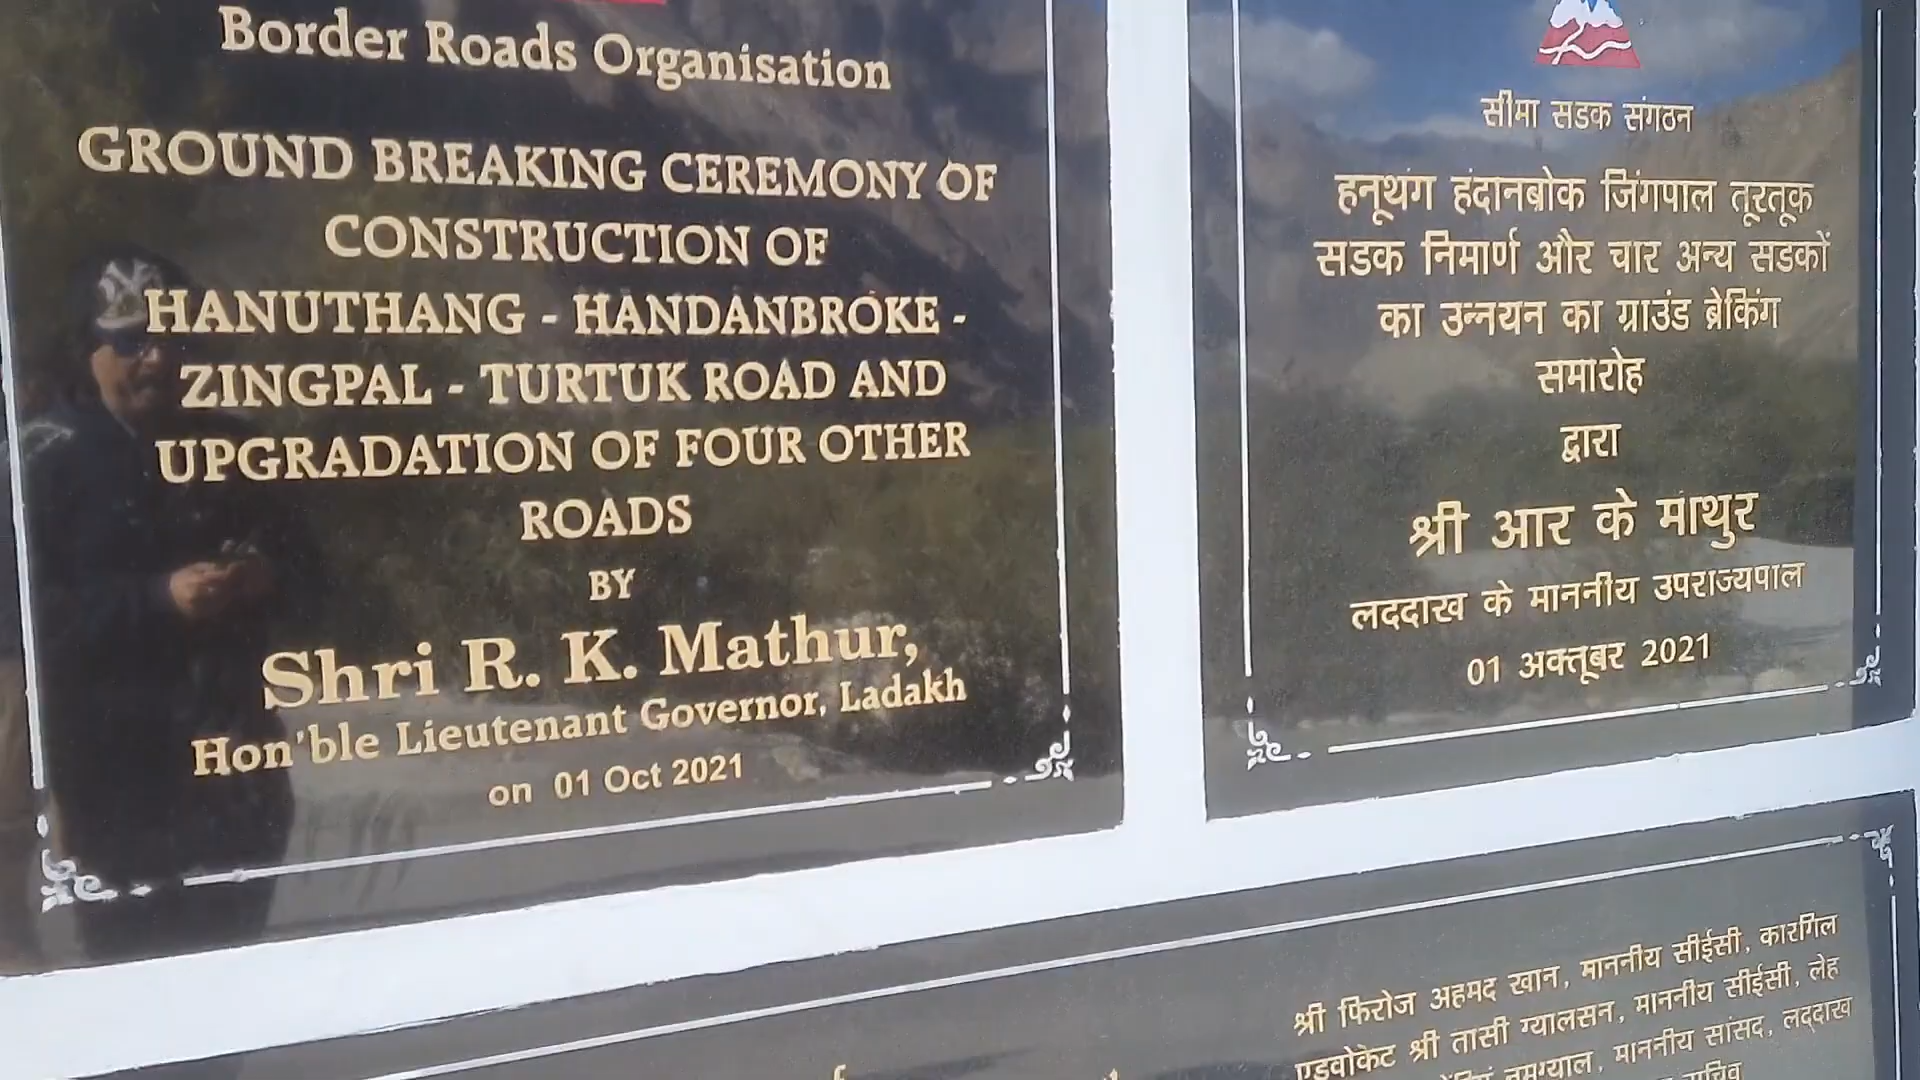 Border Roads Organisation
GROUND BREAKING CEREMONY OF
CONSTRUCTION OF
HANUTHANG - HANDANBROKE -
ZINGPAL - TURTUK ROAD AND
UPGRADATION OF FOUR OTHER
ROADS
BY
Shri R. K. Mathur,
Hon'ble Lieutenant Governor, Ladakh
on 01 Oct 2021
सीमा सडक संगठन
हनूथंग हंदानब्रोक जिंगपाल तूरतूक
सडक निमार्ण और चार अन्य सडकों
का उन्नयन का ग्राउंड ब्रेकिंग
समारोह
द्वारा
श्री आर के माथुर
लददाख के माननीय उपराज्यपाल
01 अक्तूबर 2021
श्री फिरोज अहमद खान, माननीय सीईसी, कारगिल
एडवोकेट श्री तासी ग्यालसन, माननीय सीईसी, लेह
माननीय सांसद, लद्दाख